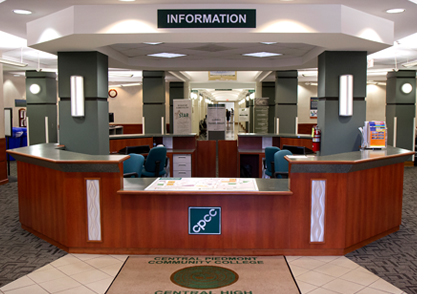 INFORMATION
cpcc
CENTRAL PIEDMONT
COMMUNITY COLLEGE
CENTRAL HIGH